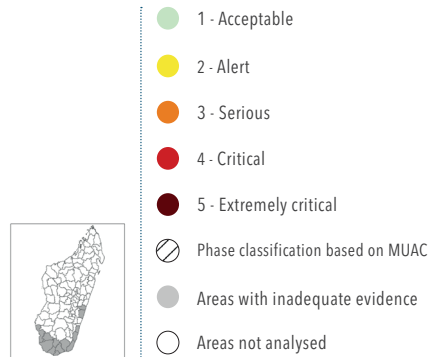 1 - Acceptable
2 - Alert
3 - Serious
4 - Critical
5 - Extremely critical
Phase classification based on MUAC
Areas with inadequate evidence
Areas not analysed